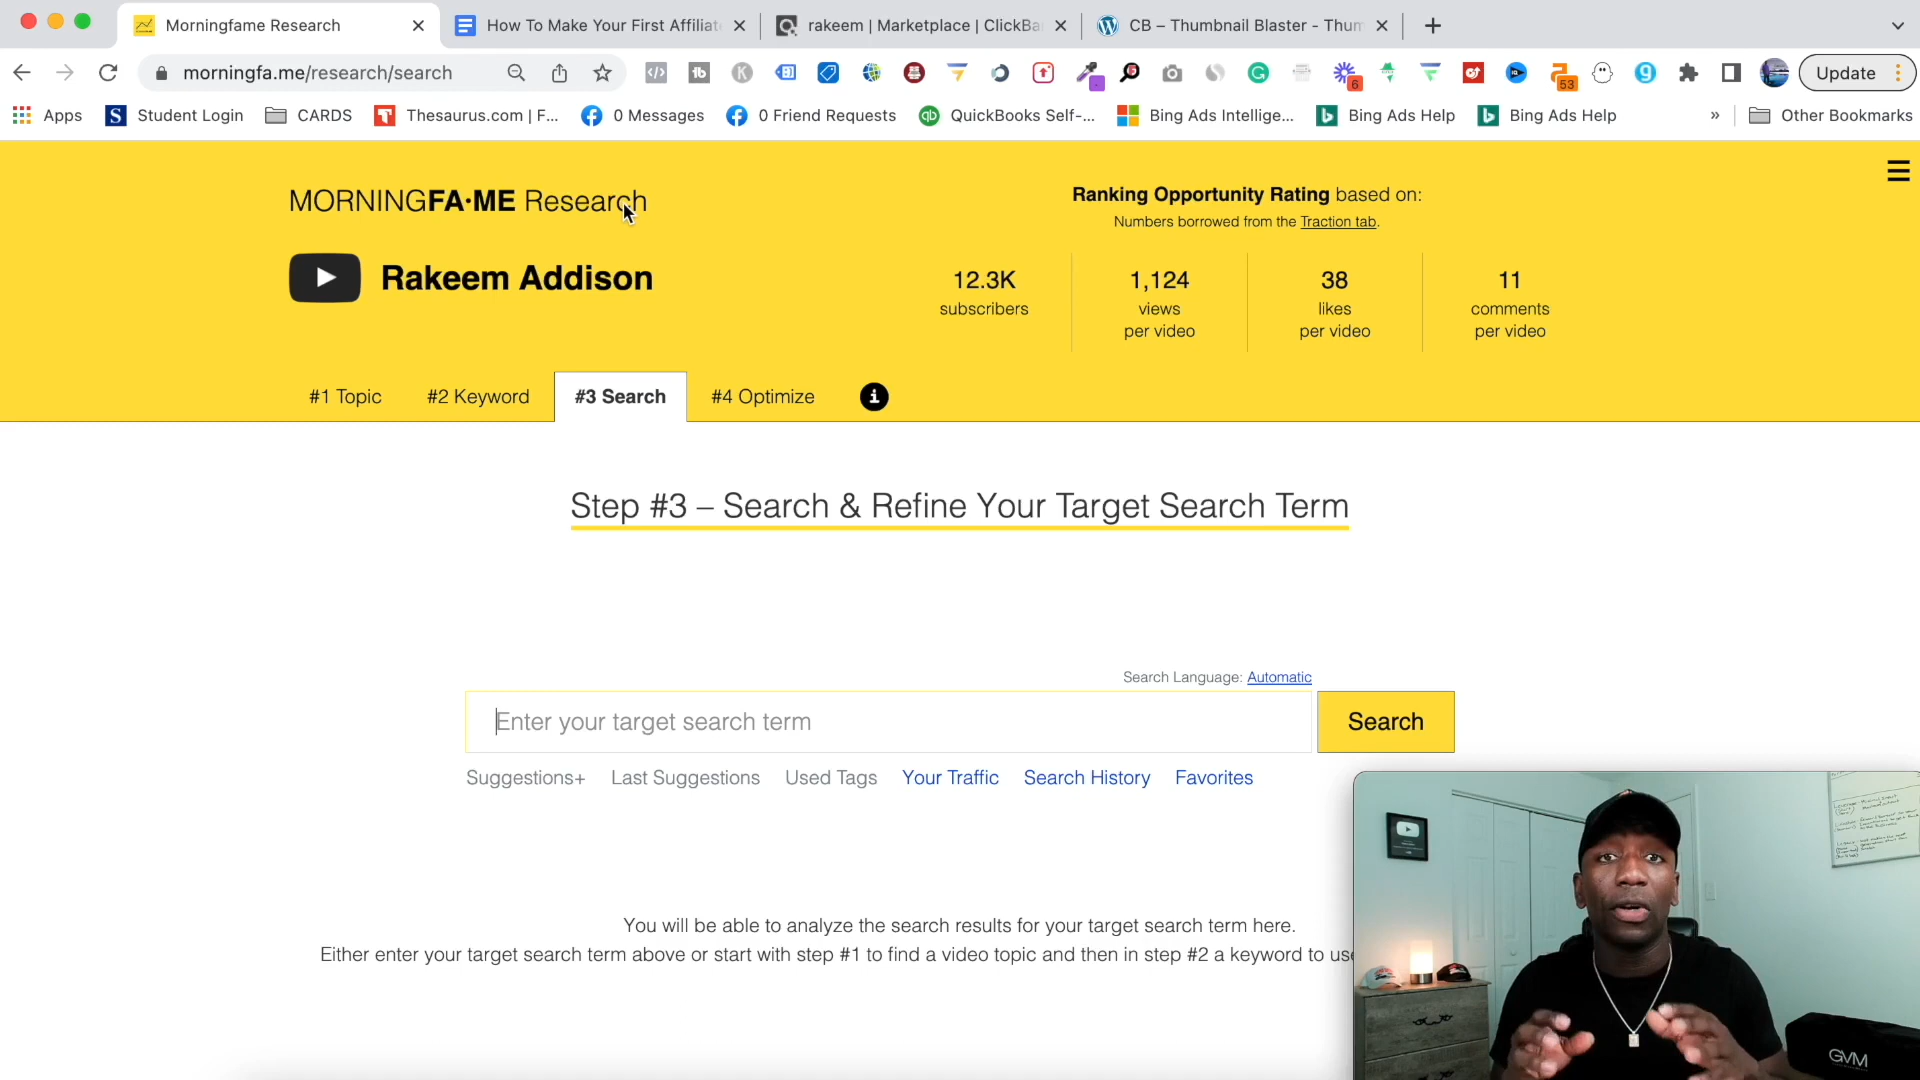 Morningfame Research
How To Make Your First Affiliat
rakeem | Marketplace | ClickBa
CB – Thumbnail Blaster - Thum
morningfa.me/research/search
6
53
Update
Apps
Student Login
CARDS
Thesaurus.com | F...
0 Messages
0 Friend Requests
QuickBooks Self-...
Bing Ads Intellige...
Bing Ads Help
Bing Ads Help
»
Other Bookmarks
MORNINGFA·ME Research
Ranking Opportunity Rating based on:
Numbers borrowed from the Traction tab.
Rakeem Addison
12.3K
subscribers
1,124
views
per video
38
likes
per video
11
comments
per video
#1 Topic
#2 Keyword
#3 Search
#4 Optimize
Step #3 – Search & Refine Your Target Search Term
Search Language: Automatic
Enter your target search term
Search
Suggestions+
Last Suggestions
Used Tags
Your Traffic
Search History
Favorites
You will be able to analyze the search results for your target search term here.
Either enter your target search term above or start with step #1 to find a video topic and then in step #2 a keyword to use
GVM